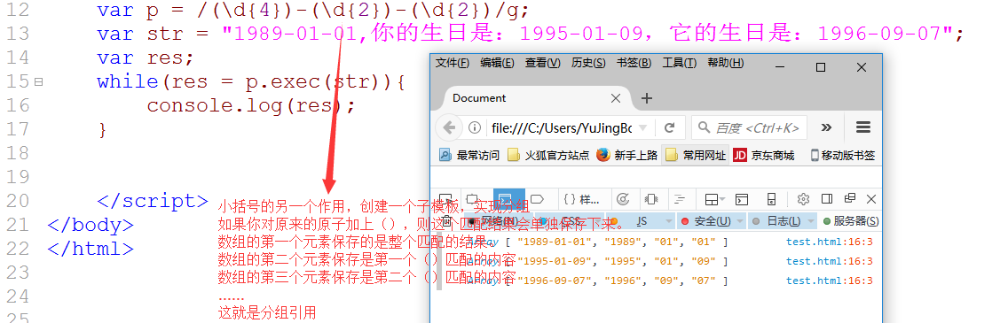 12 var p = /(\d{4})-(\d{2})-(\d{2})/g;
13 var str = "1989-01-01,你的生日是：1995-01-09，它的生日是：1996-09-07";
14 var res;
15 while(res = p.exec(str)){
16 console.log(res);
17 }
18
19
20 </script>
21 </body>
22 </html>
23
24
25
文件(F) 编辑(E) 查看(V) 历史(S) 书签(B) 工具(T) 帮助(H)
Document
file:///C:/Users/YuJingBo
百度 <Ctrl+K>
最常访问 火狐官方站点 新手上路 常用网址 JD 京东商城 移动版书签
{ } 样...
网络(N) CSS JS 安全(U) 日志(L) 服务器(S)
Array [ "1989-01-01", "1989", "01", "01" ] test.html:16:3
Array [ "1995-01-09", "1995", "01", "09" ] test.html:16:3
Array [ "1996-09-07", "1996", "09", "07" ] test.html:16:3
小括号的另一个作用，创建一个子模板，实现分组
如果你对原来的原子加上（），则这个匹配结果会单独保存下来。
数组的第一个元素保存的是整个匹配的结果。
数组的第二个元素保存是第一个（）匹配的内容
数组的第三个元素保存是第二个（）匹配的内容
……
这就是分组引用